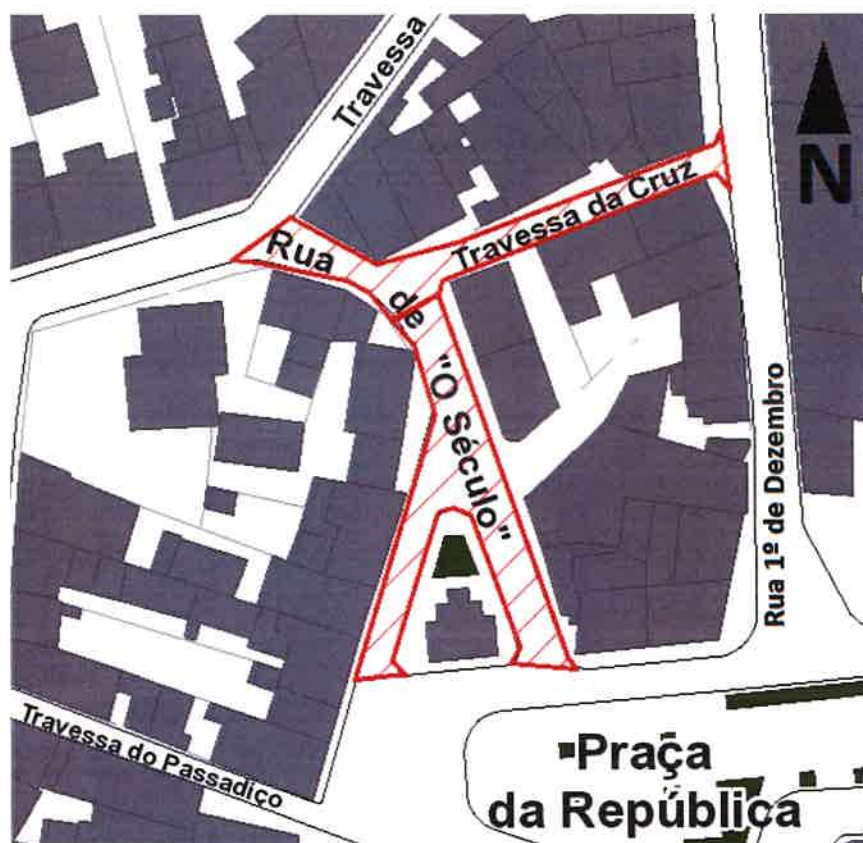 Travessa
N
Rua
de
"O Século"
Travessa da Cruz
Rua 1º de Dezembro
Travessa do Passadiço
Praça
da República